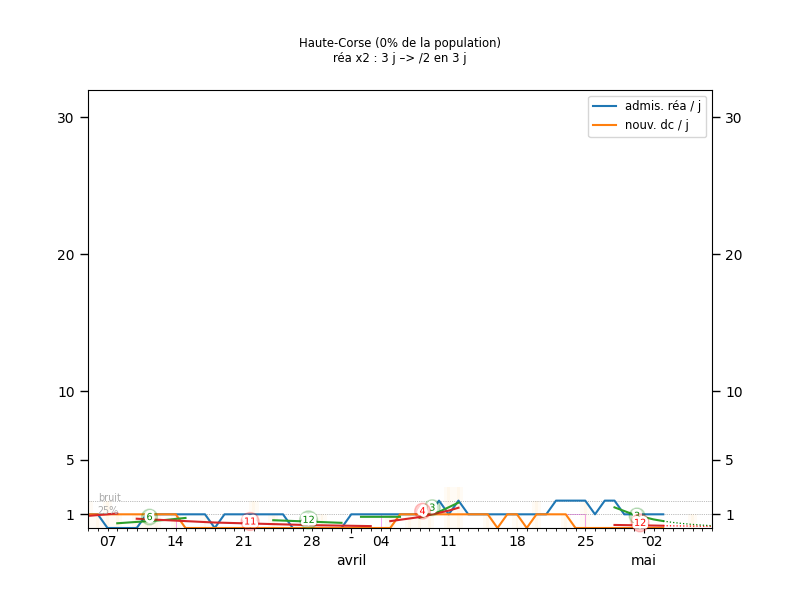 Haute-Corse (0% de la population)
réa x2 : 3 j –> /2 en 3 j
admis. réa / j
nouv. dc / j
30 30
20 20
10 10
5 5
bruit
25%
1 1
6 11 12 4 3 3 12
07 14 21 28 - 04 11 18 25 -02
avril mai